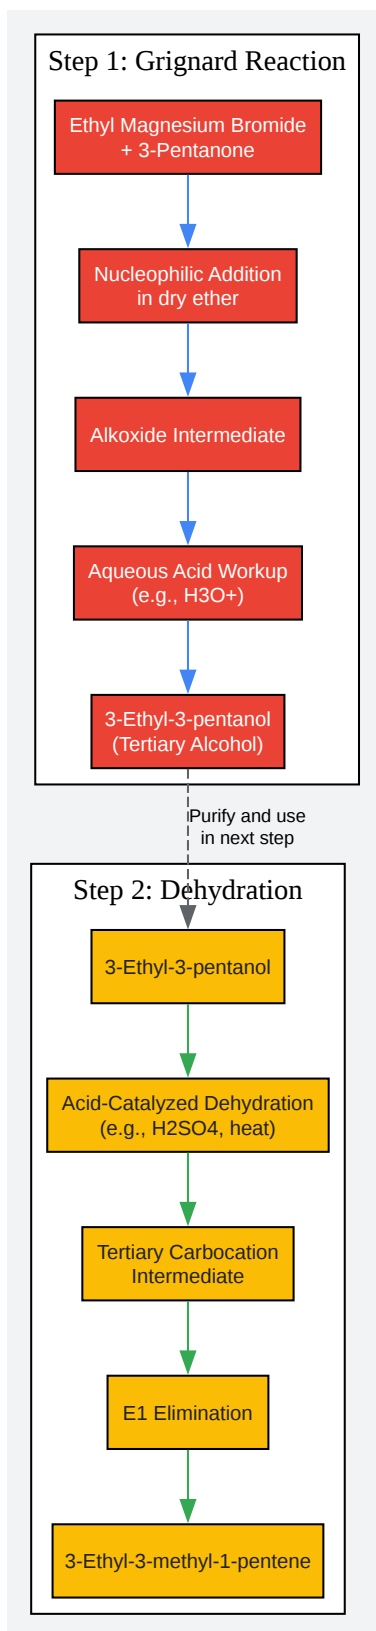 Step 1: Grignard Reaction
Ethyl Magnesium Bromide
+ 3-Pentanone
Nucleophilic Addition
in dry ether
Alkoxide Intermediate
Aqueous Acid Workup
(e.g., H3O+)
3-Ethyl-3-pentanol
(Tertiary Alcohol)
Purify and use
in next step
Step 2: Dehydration
3-Ethyl-3-pentanol
Acid-Catalyzed Dehydration
(e.g., H2SO4, heat)
Tertiary Carbocation
Intermediate
E1 Elimination
3-Ethyl-3-methyl-1-pentene